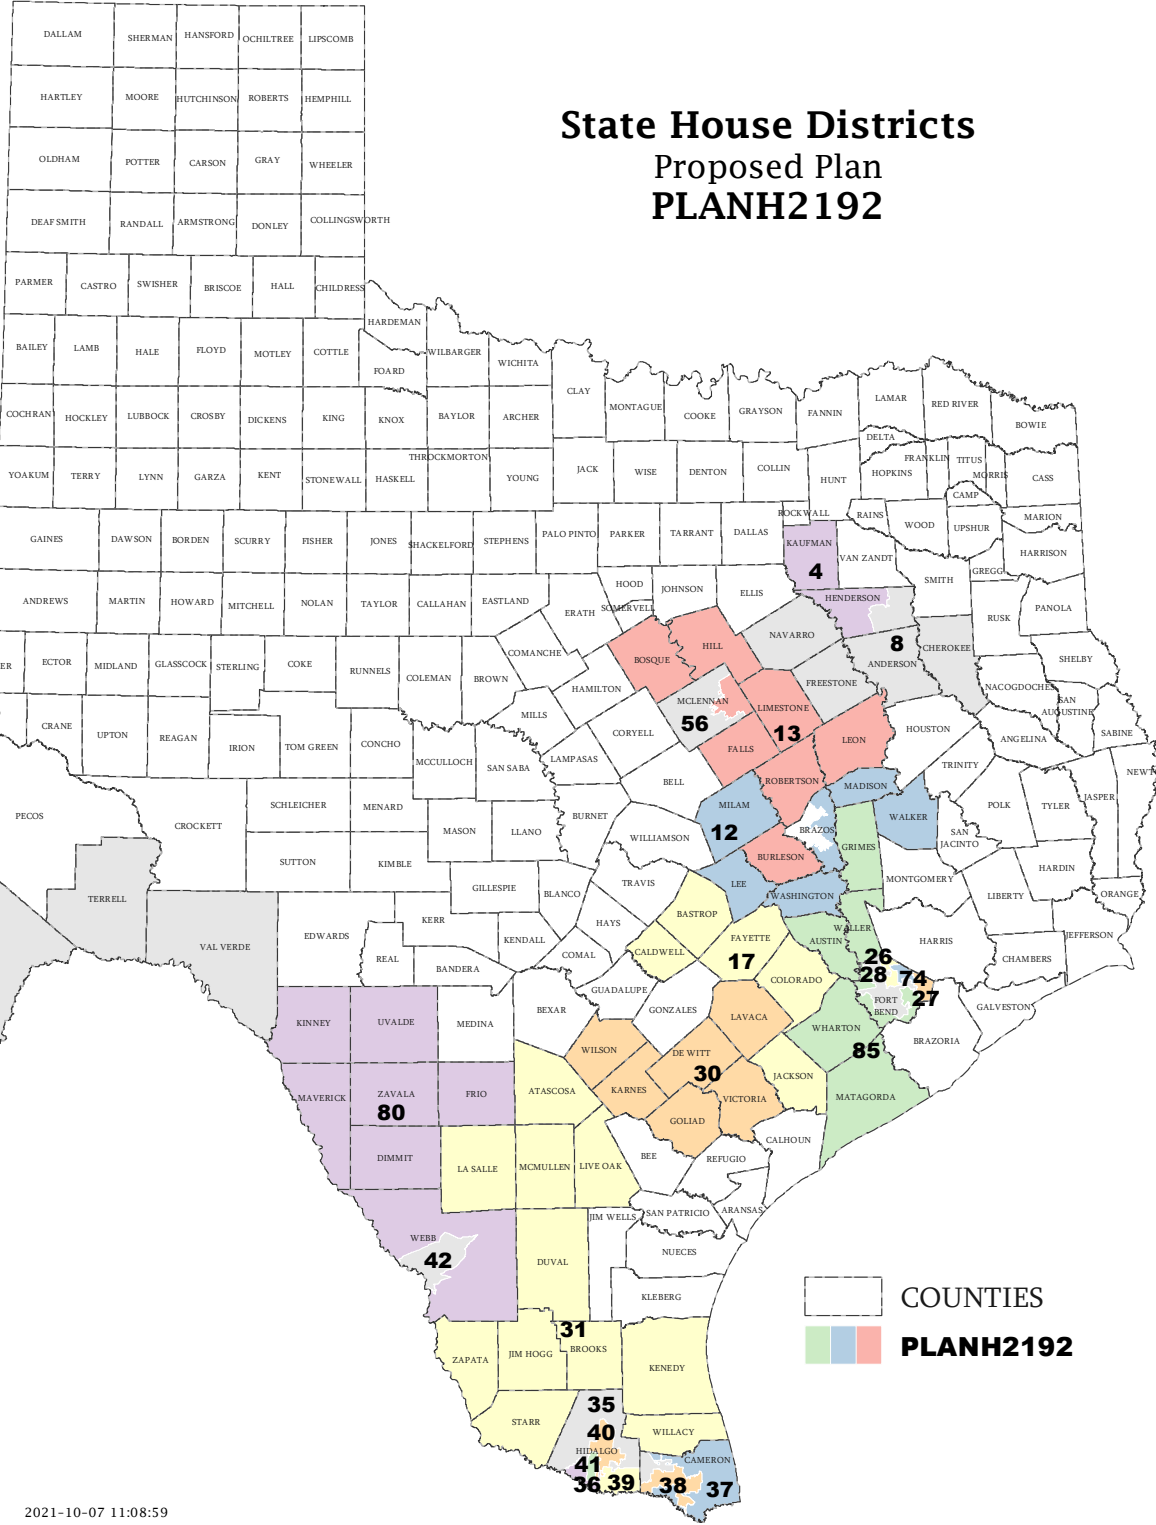 State House Districts
Proposed Plan
PLANH2192
DALLAM
SHERMAN
HANSFORD
OCHILTREE
LIPSCOMB
HARTLEY
MOORE
HUTCHINSON
ROBERTS
HEMPHILL
OLDHAM
POTTER
CARSON
GRAY
WHEELER
DEAF SMITH
RANDALL
ARMSTRONG
DONLEY
COLLINGSWORTH
PARMER
CASTRO
SWISHER
BRISCOE
HALL
CHILDRESS
HARDEMAN
BAILEY
LAMB
HALE
FLOYD
MOTLEY
COTTLE
FOARD
WILBARGER
WICHITA
CLAY
MONTAGUE
COOKE
GRAYSON
FANNIN
LAMAR
RED RIVER
BOWIE
COCHRAN
HOCKLEY
LUBBOCK
CROSBY
DICKENS
KING
KNOX
BAYLOR
ARCHER
DELTA
YOAKUM
TERRY
LYNN
GARZA
KENT
STONEWALL
HASKELL
THROCKMORTON
YOUNG
JACK
WISE
DENTON
COLLIN
HUNT
HOPKINS
FRANKLIN
TITUS
MORRIS
CASS
CAMP
GAINES
DAWSON
BORDEN
SCURRY
FISHER
JONES
SHACKELFORD
STEPHENS
PALO PINTO
PARKER
TARRANT
DALLAS
ROCKWALL
RAINS
WOOD
UPSHUR
MARION
KAUFMAN
4
VAN ZANDT
HARRISON
GREGG
SMITH
ANDREWS
MARTIN
HOWARD
MITCHELL
NOLAN
TAYLOR
CALLAHAN
EASTLAND
ERATH
HOOD
SOMERVELL
JOHNSON
ELLIS
HENDERSON
RUSK
PANOLA
NAVARRO
8
ANDERSON
CHEROKEE
SHELBY
ER
ECTOR
MIDLAND
GLASSCOCK
STERLING
COKE
RUNNELS
COLEMAN
BROWN
COMANCHE
HAMILTON
BOSQUE
HILL
FREESTONE
NACOGDOCHES
SAN
AUGUSTINE
SABINE
CRANE
UPTON
REAGAN
IRION
TOM GREEN
CONCHO
MCCULLOCH
SAN SABA
MILLS
LAMPASAS
CORYELL
MCLENNAN
56
LIMESTONE
13
FALLS
LEON
HOUSTON
ANGELINA
TRINITY
NEWT
PECOS
CROCKETT
SCHLEICHER
MENARD
MASON
LLANO
BURNET
BELL
MILAM
12
ROBERTSON
MADISON
WALKER
BRAZOS
POLK
TYLER
JASPER
SAN
JACINTO
WILLIAMSON
SUTTON
KIMBLE
BURLESON
GRIMES
MONTGOMERY
HARDIN
LIBERTY
ORANGE
TERRELL
VAL VERDE
EDWARDS
KERR
GILLESPIE
BLANCO
TRAVIS
LEE
WASHINGTON
HAYS
BASTROP
KENDALL
COMAL
CALDWELL
FAYETTE
17
AUSTIN
WALLER
HARRIS
JEFFERSON
CHAMBERS
REAL
BANDERA
26
28
74
27
FORT
BEND
GALVESTON
COLORADO
GUADALUPE
GONZALES
BEXAR
LAVACA
KINNEY
UVALDE
MEDINA
WHARTON
85
BRAZORIA
WILSON
DE WITT
30
JACKSON
MATAGORDA
MAVERICK
ZAVALA
80
FRIO
ATASCOSA
KARNES
VICTORIA
GOLIAD
CALHOUN
DIMMIT
LA SALLE
MCMULLEN
LIVE OAK
BEE
REFUGIO
ARANSAS
SAN PATRICIO
JIM WELLS
WEBB
42
DUVAL
NUECES
KLEBERG
31
ZAPATA
JIM HOGG
BROOKS
KENEDY
STARR
35
40
HIDALGO
41
36
39
WILLACY
CAMERON
38
37
COUNTIES
PLANH2192
2021-10-07 11:08:59